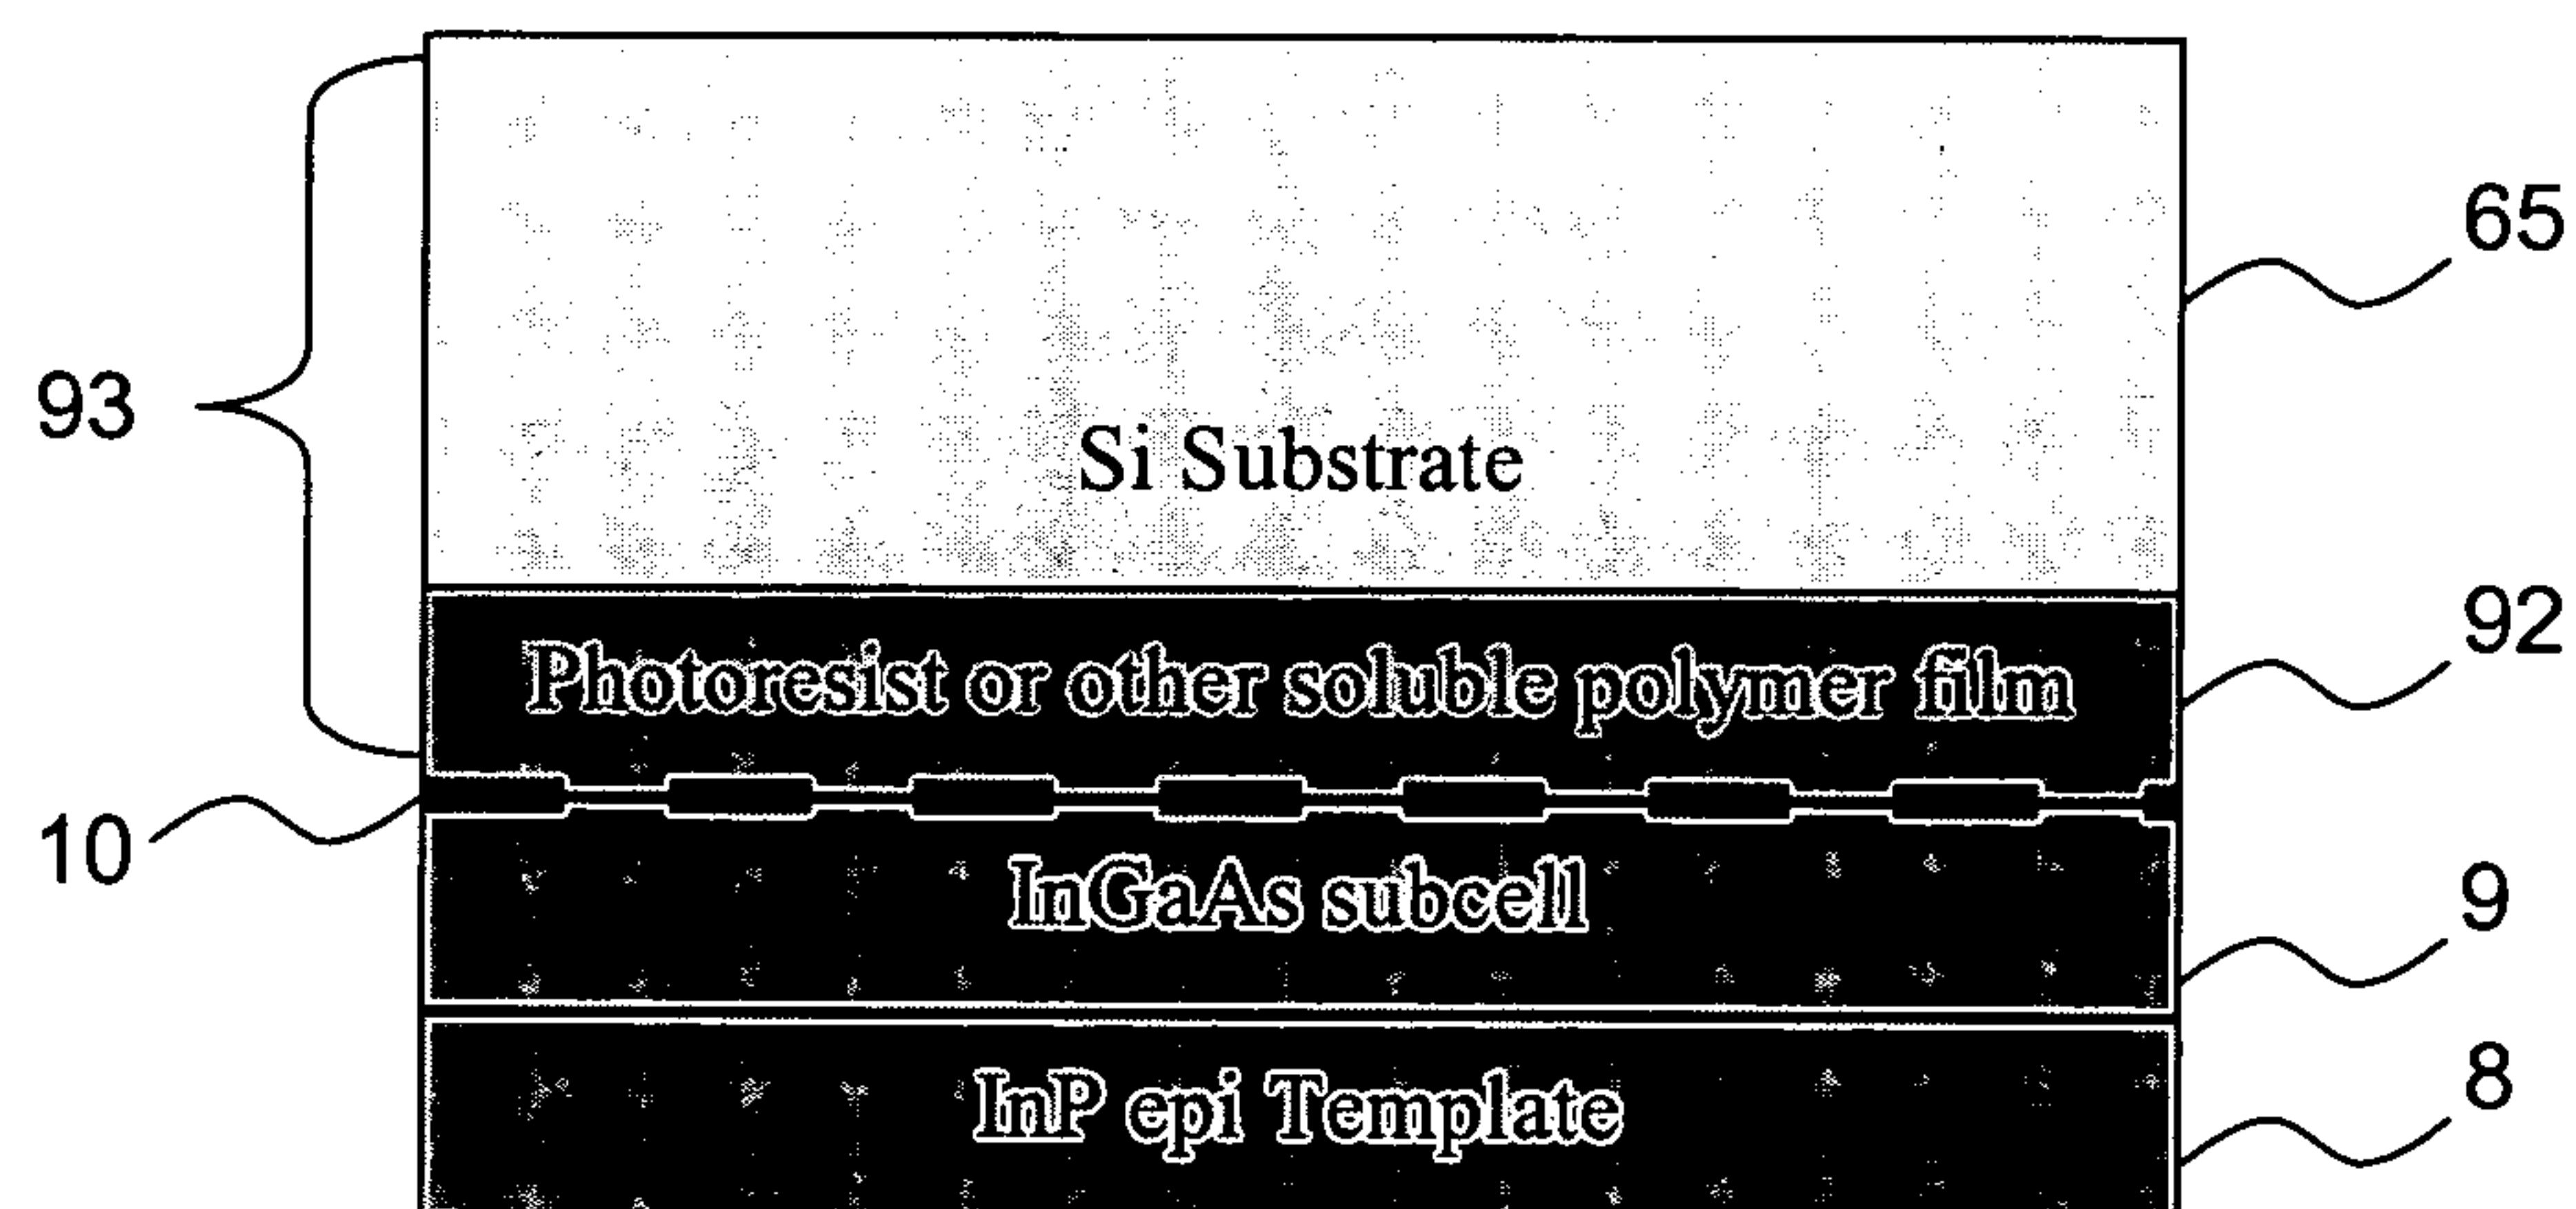 65
93
Si Substrate
92
Photoresist or other soluble polymer film
10
InGaAs subcell
9
InP epi Template
8